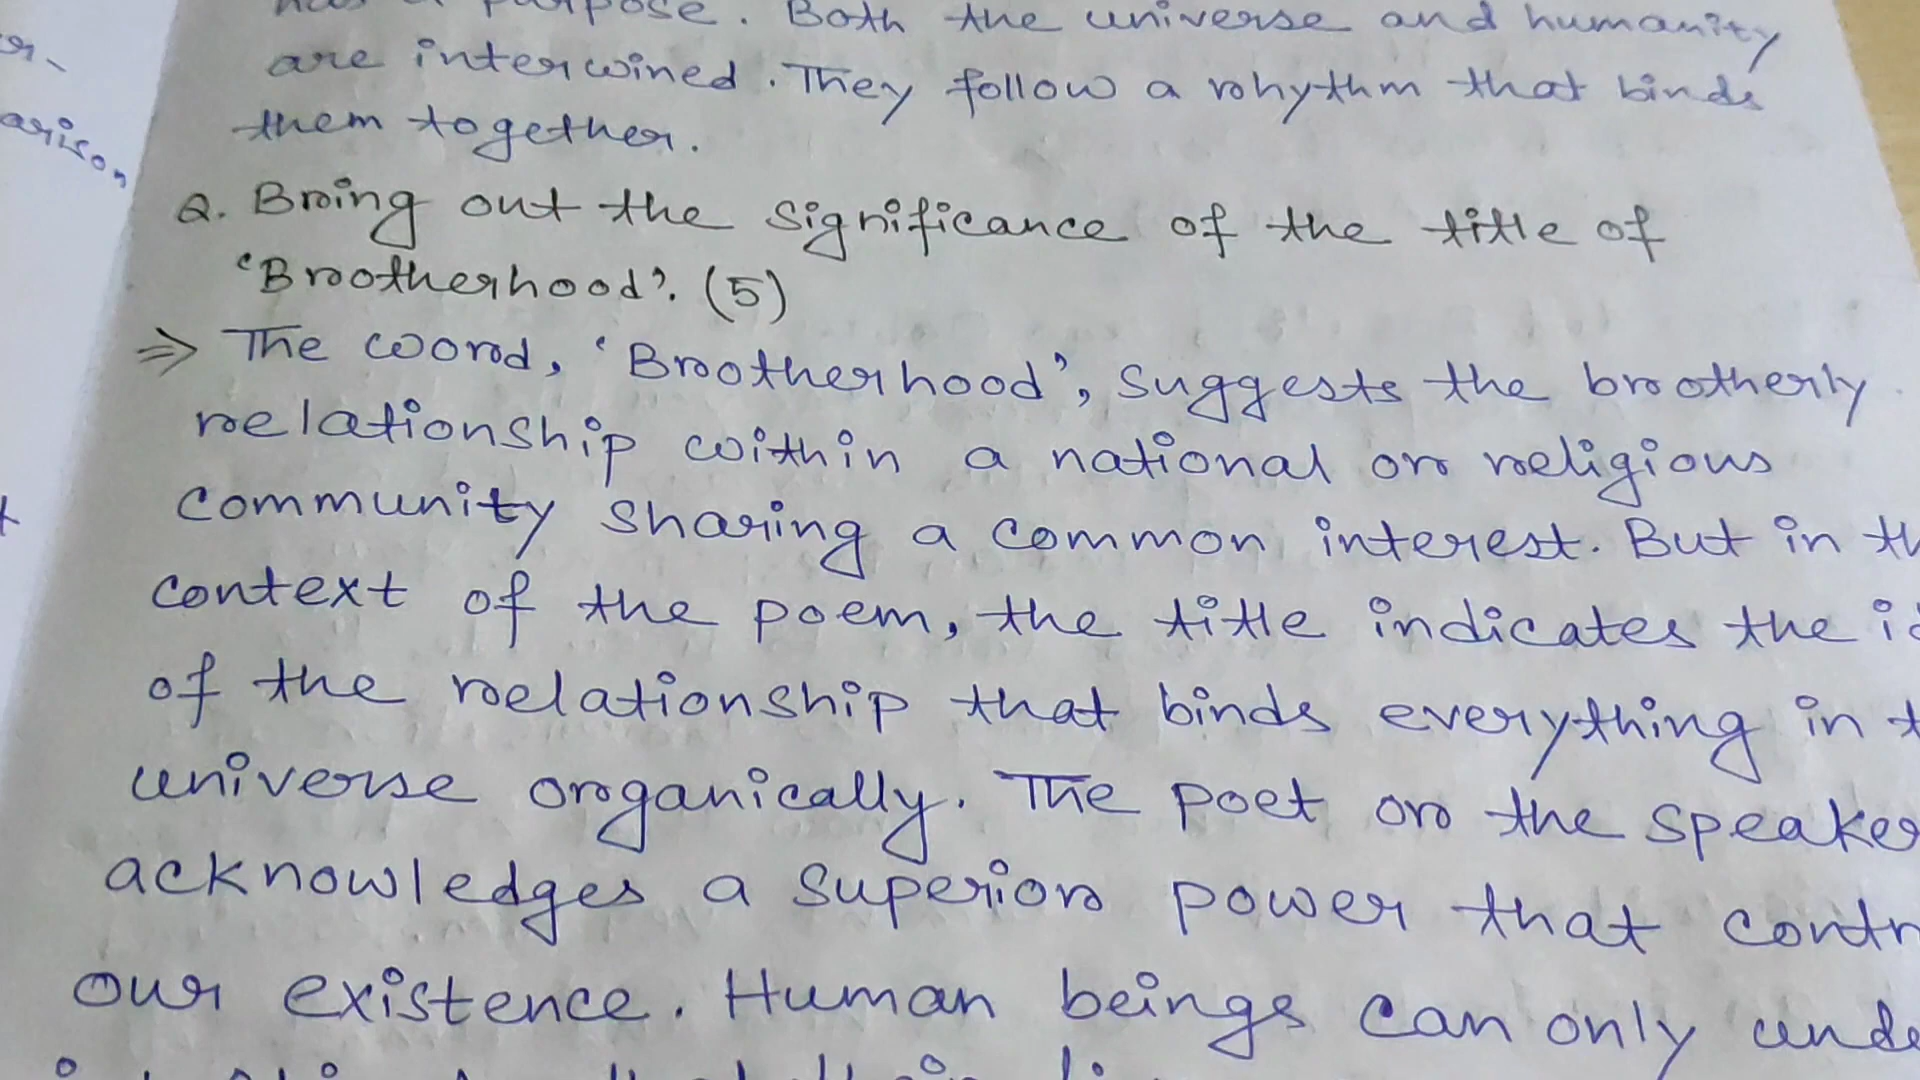 has a purpose. Both the universe and humanity
are interwined. They follow a rhythm that binds
them together.
Q. Bring out the significance of the title of
'Brotherhood'. (5)
⇒ The word, 'Brotherhood', suggests the brotherly
relationship within a national or religious
community sharing a common interest. But in th
context of the poem, the title indicates the
of the relationship that binds everything in
universe organically. The poet or the speaker
acknowledges a superior power that contr
our existence. Human beings can only unde